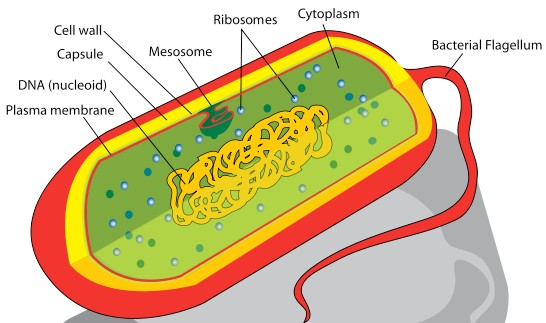 Cytoplasm
Ribosomes
Cell wall
Bacterial Flagellum
Mesosome
Capsule
DNA (nucleoid)
Plasma membrane